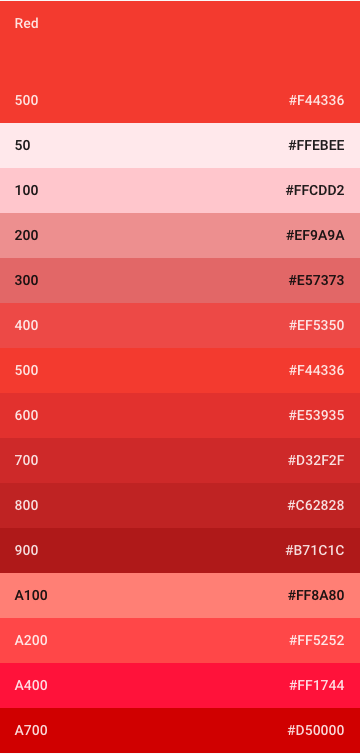 Red
500 #F44336
50 #FFEBEE
100 #FFCDD2
200 #EF9A9A
300 #E57373
400 #EF5350
500 #F44336
600 #E53935
700 #D32F2F
800 #C62828
900 #B71C1C
A100 #FF8A80
A200 #FF5252
A400 #FF1744
A700 #D50000